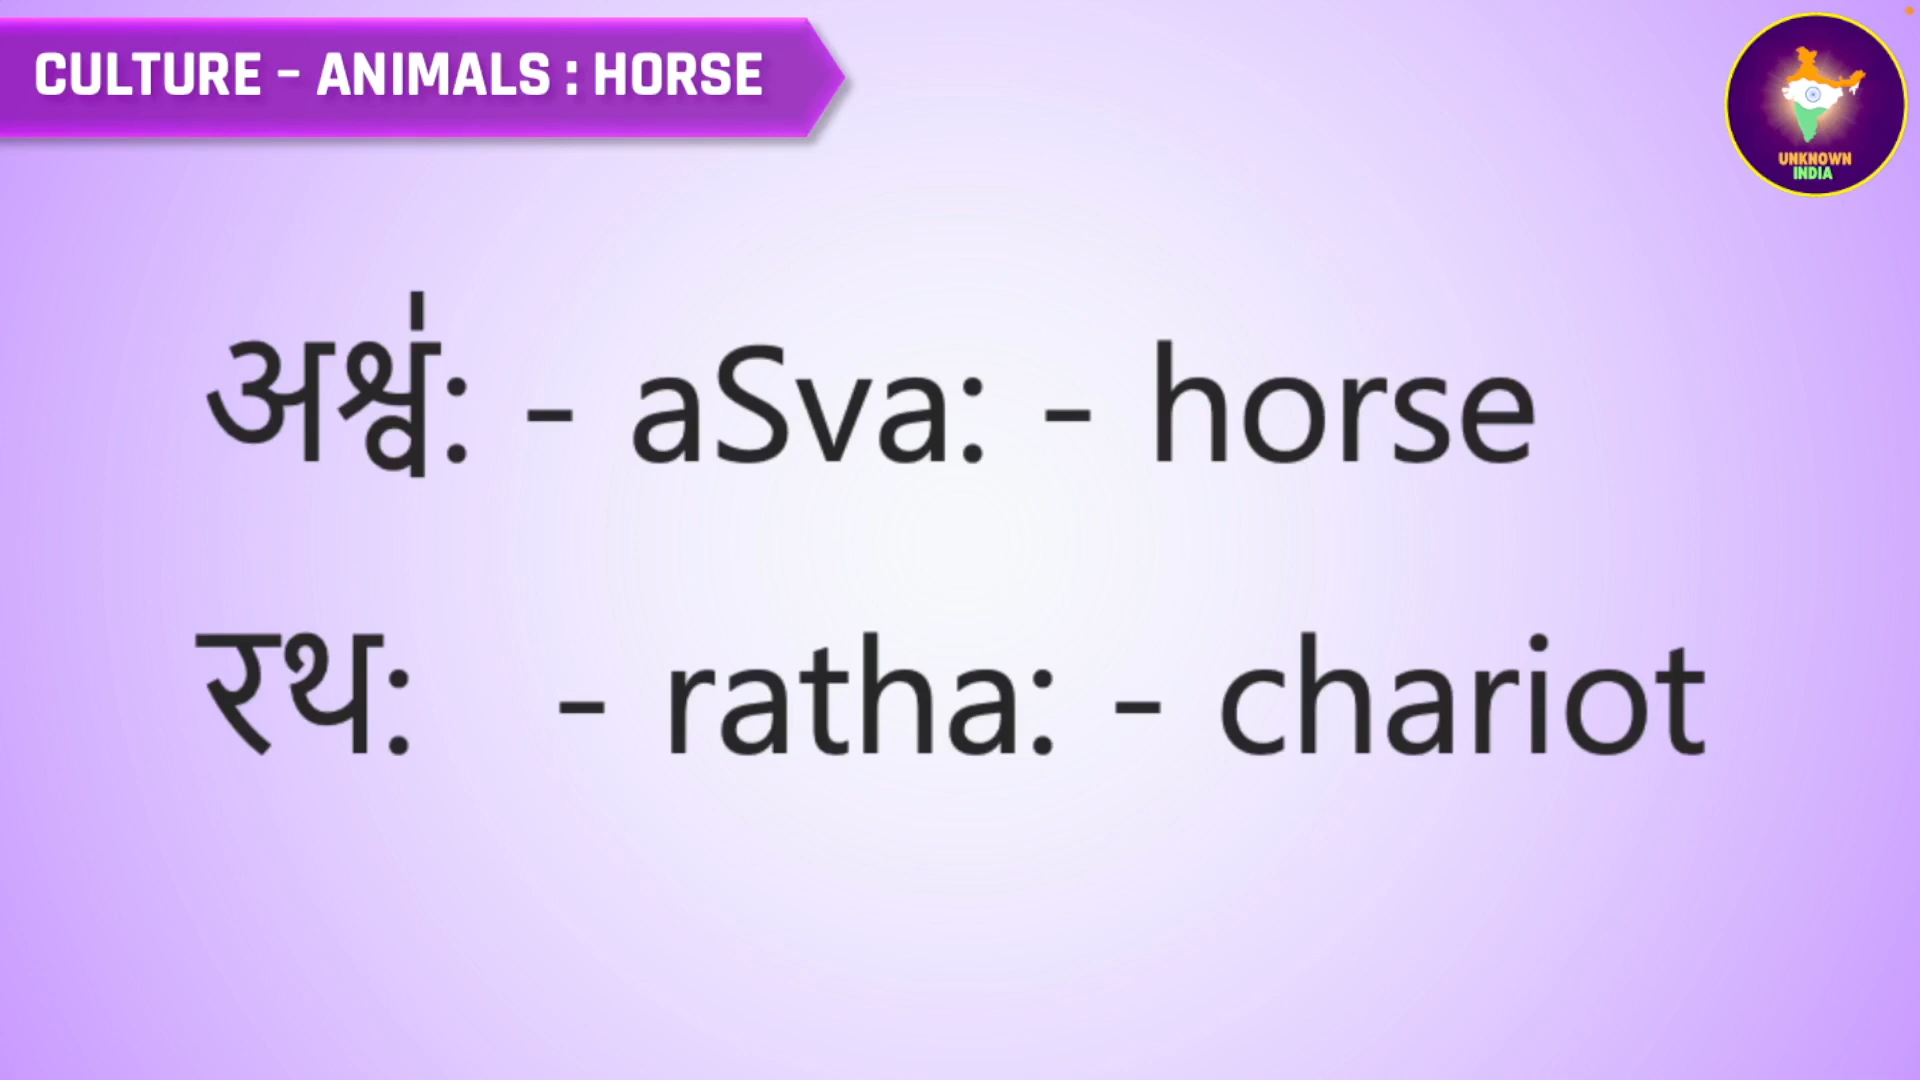 CULTURE - ANIMALS : HORSE
UNKNOWN
INDIA
अश्व॑: - aSva: - horse
रथ: - ratha: - chariot